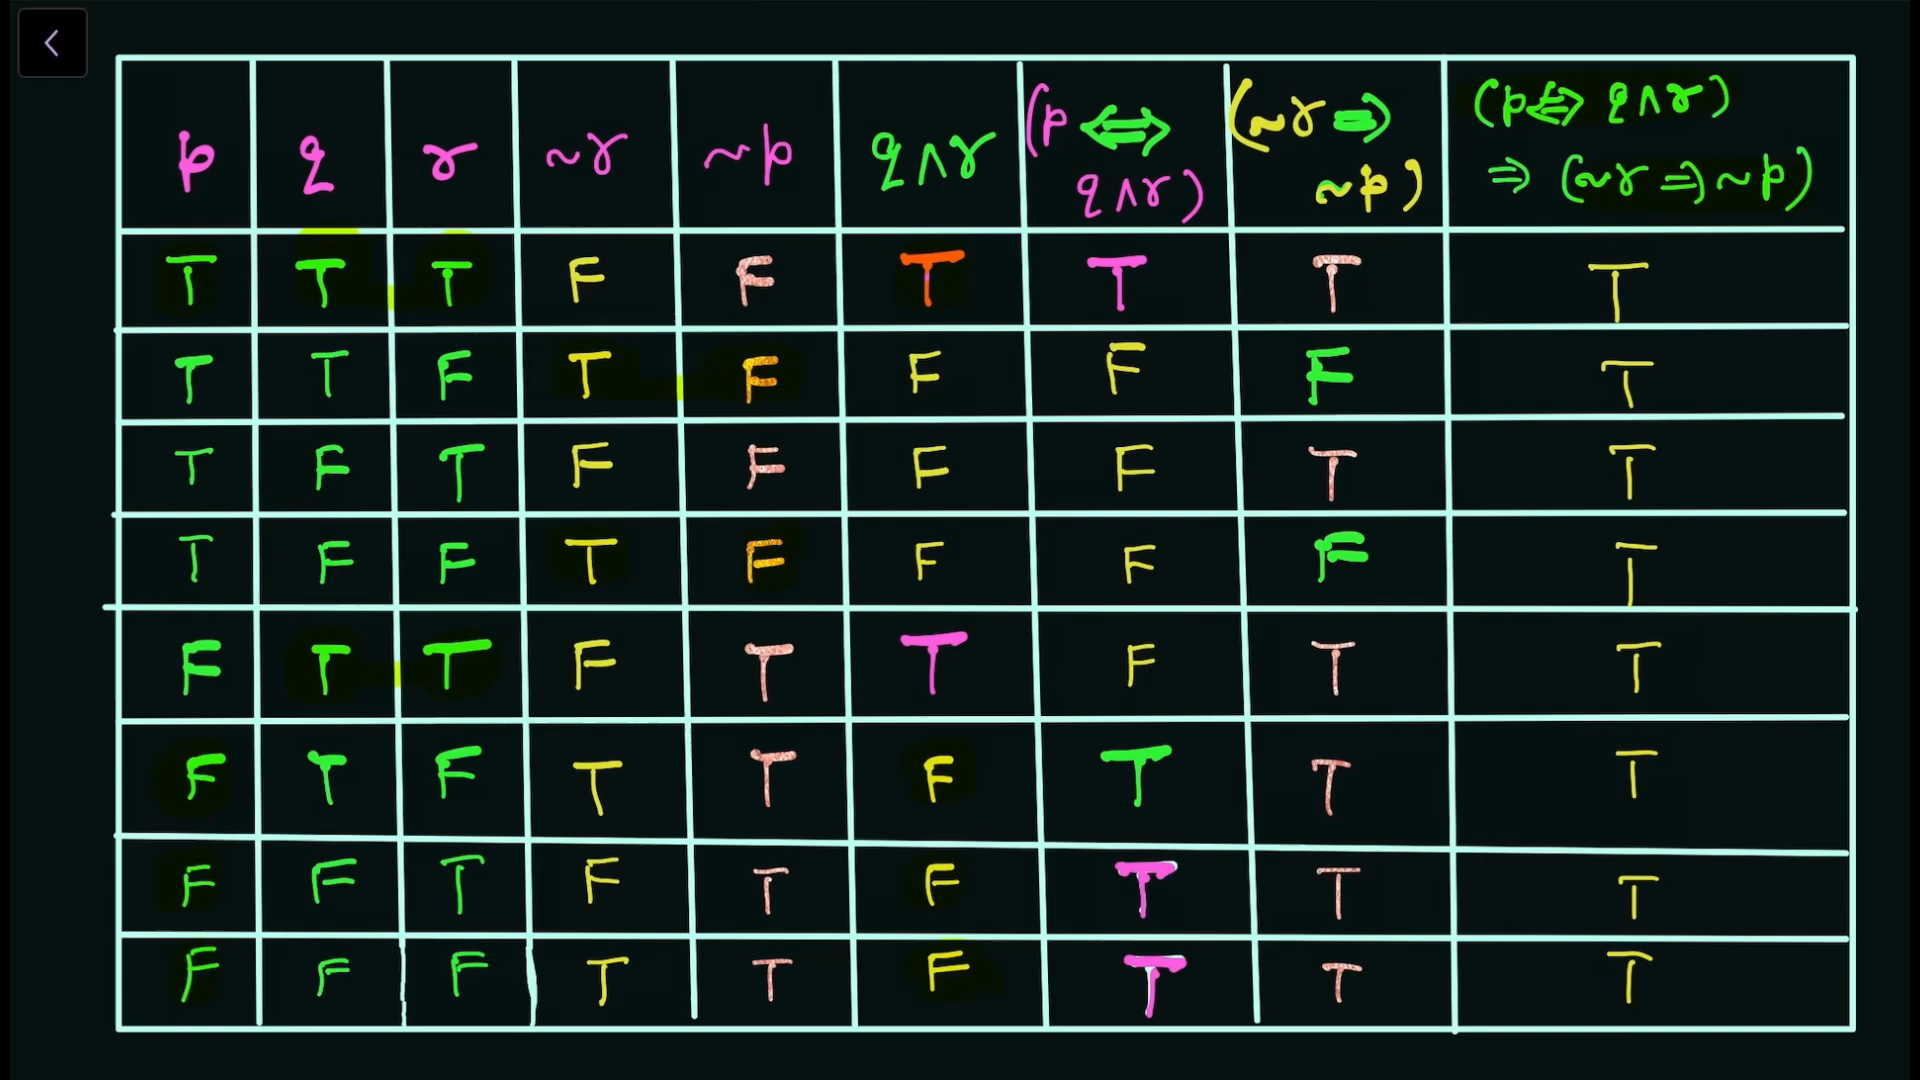 p q r ~r ~p q∧r (p ⇔ q∧r) (~r ⇒ ~p) (p⇔ q∧r) ⇒ (~r ⇒ ~p)
T T T F F T T T T
T T F T F F F F T
T F T F F F F T T
T F F T F F F F T
F T T F T T F T T
F T F T T F T T T
F F T F T F T T T
F F F T T F T T T